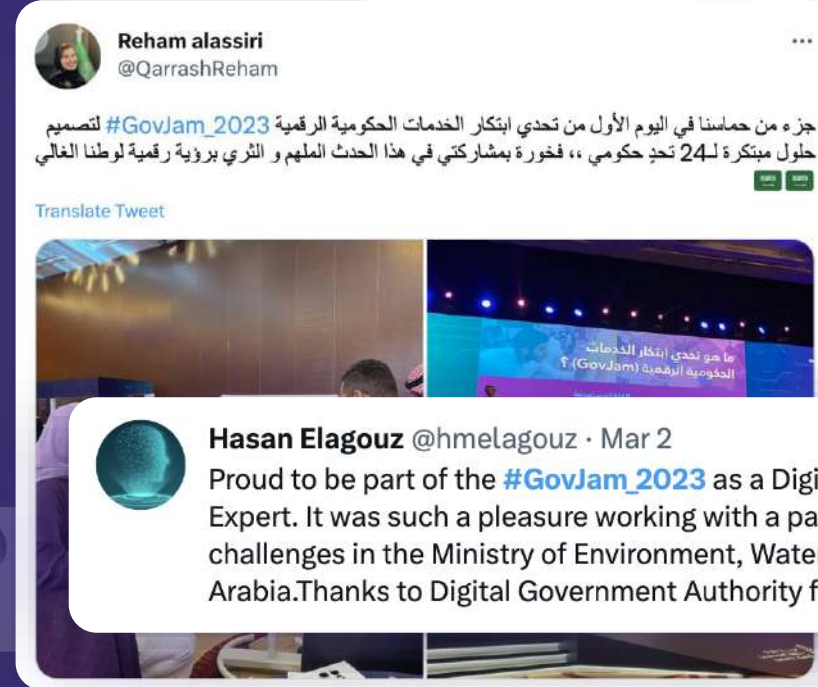 Reham alassiri
@QarrashReham
جزء من حماسنا في اليوم الأول من تحدي ابتكار الخدمات الحكومية الرقمية #GovJam_2023 لتصميم
حلول مبتكرة لـ24 تحدٍ حكومي ،، فخورة بمشاركتي في هذا الحدث الملهم و الثري برؤية رقمية لوطنا الغالي
Translate Tweet
ما هو تحدي ابتكار الخدمات
الحكومية الرقمية (GovJam) ؟
Hasan Elagouz @hmelagouz · Mar 2
Proud to be part of the #GovJam_2023 as a Digi
Expert. It was such a pleasure working with a pa
challenges in the Ministry of Environment, Wate
Arabia.Thanks to Digital Government Authority f